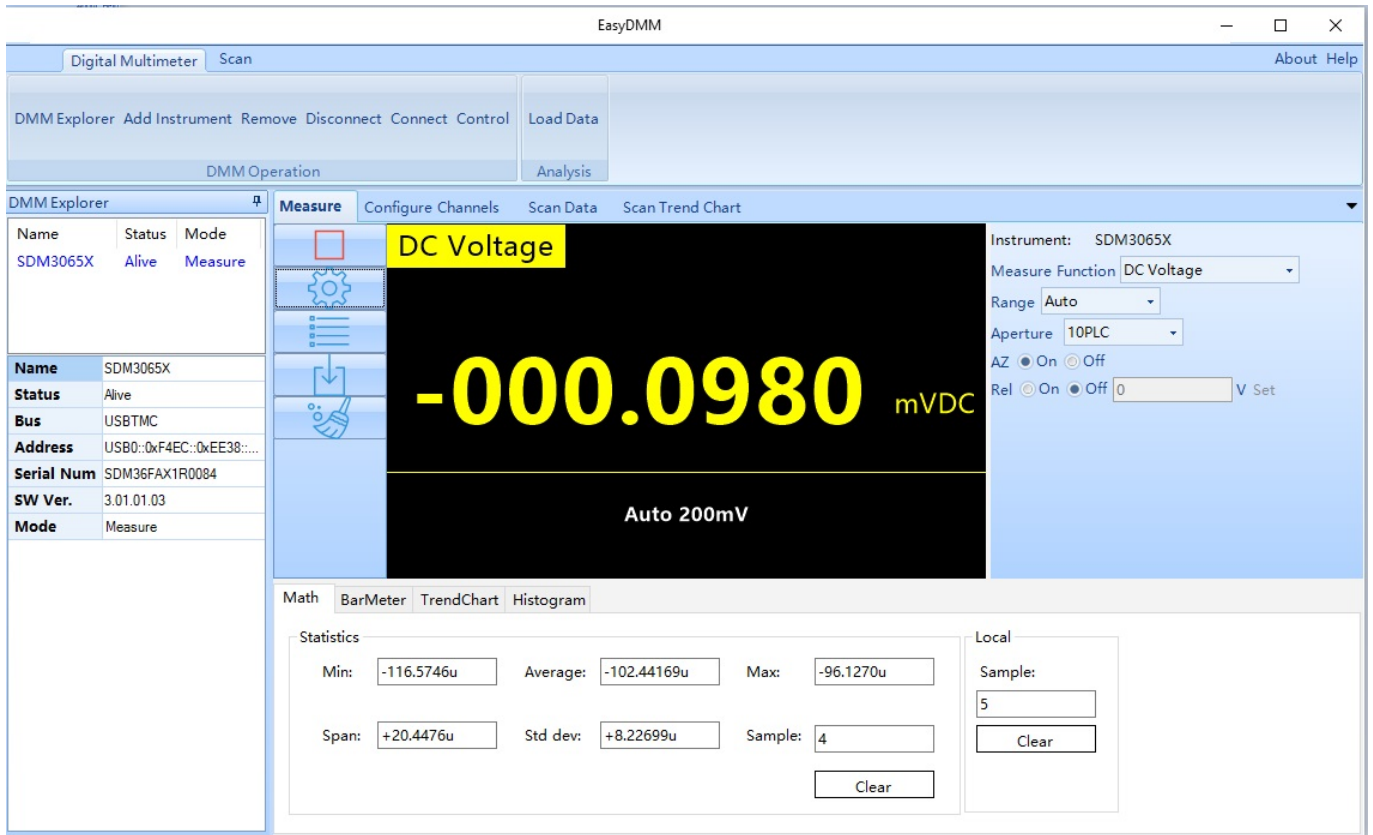 EasyDMM
Digital Multimeter Scan
About Help
DMM Explorer Add Instrument Remove Disconnect Connect Control Load Data
DMM Operation Analysis
DMM Explorer
Name Status Mode
SDM3065X Alive Measure
Name SDM3065X
Status Alive
Bus USBTMC
Address USB0::0xF4EC::0xEE38::...
Serial Num SDM36FAX1R0084
SW Ver. 3.01.01.03
Mode Measure
Measure Configure Channels Scan Data Scan Trend Chart
DC Voltage
-000.0980 mVDC
Auto 200mV
Instrument: SDM3065X
Measure Function DC Voltage
Range Auto
Aperture 10PLC
AZ On Off
Rel On Off 0 V Set
Math BarMeter TrendChart Histogram
Statistics
Min: -116.5746u Average: -102.44169u Max: -96.1270u
Span: +20.4476u Std dev: +8.22699u Sample: 4
Clear
Local
Sample:
5
Clear